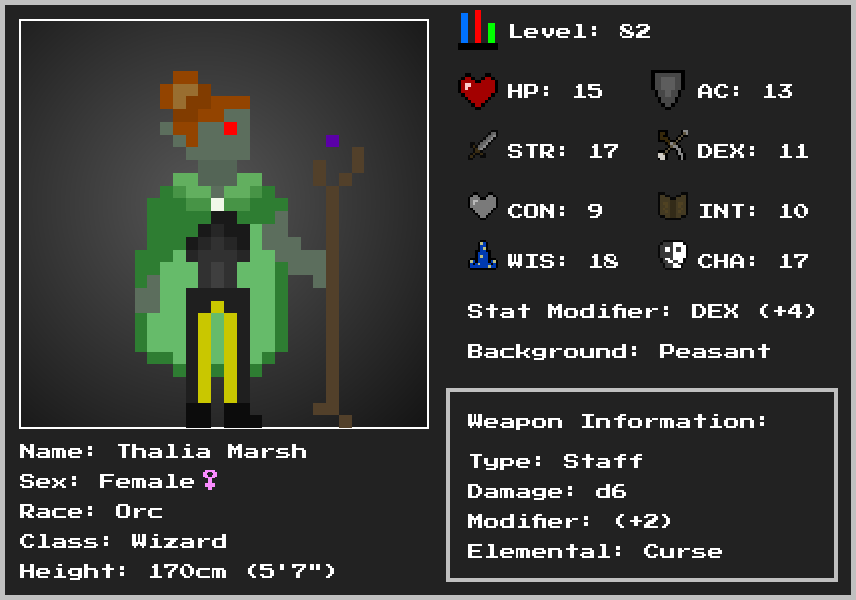 Level: 82
HP: 15 AC: 13
STR: 17 DEX: 11
CON: 9 INT: 10
WIS: 18 CHA: 17
Stat Modifier: DEX (+4)
Background: Peasant
Weapon Information:
Type: Staff
Damage: d6
Modifier: (+2)
Elemental: Curse
Name: Thalia Marsh
Sex: Female♀
Race: Orc
Class: Wizard
Height: 170cm (5'7")